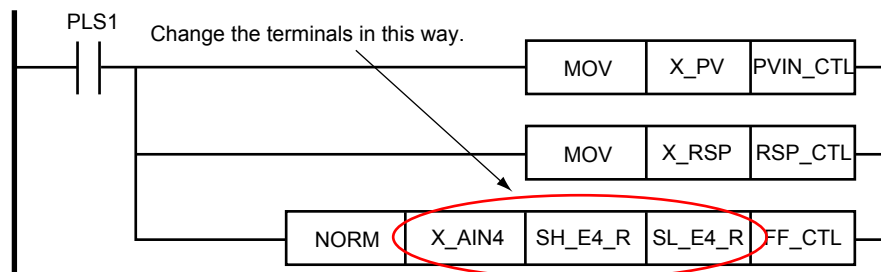 PLS1
Change the terminals in this way.
MOV X_PV PVIN_CTL
MOV X_RSP RSP_CTL
NORM X_AIN4 SH_E4_R SL_E4_R FF_CTL